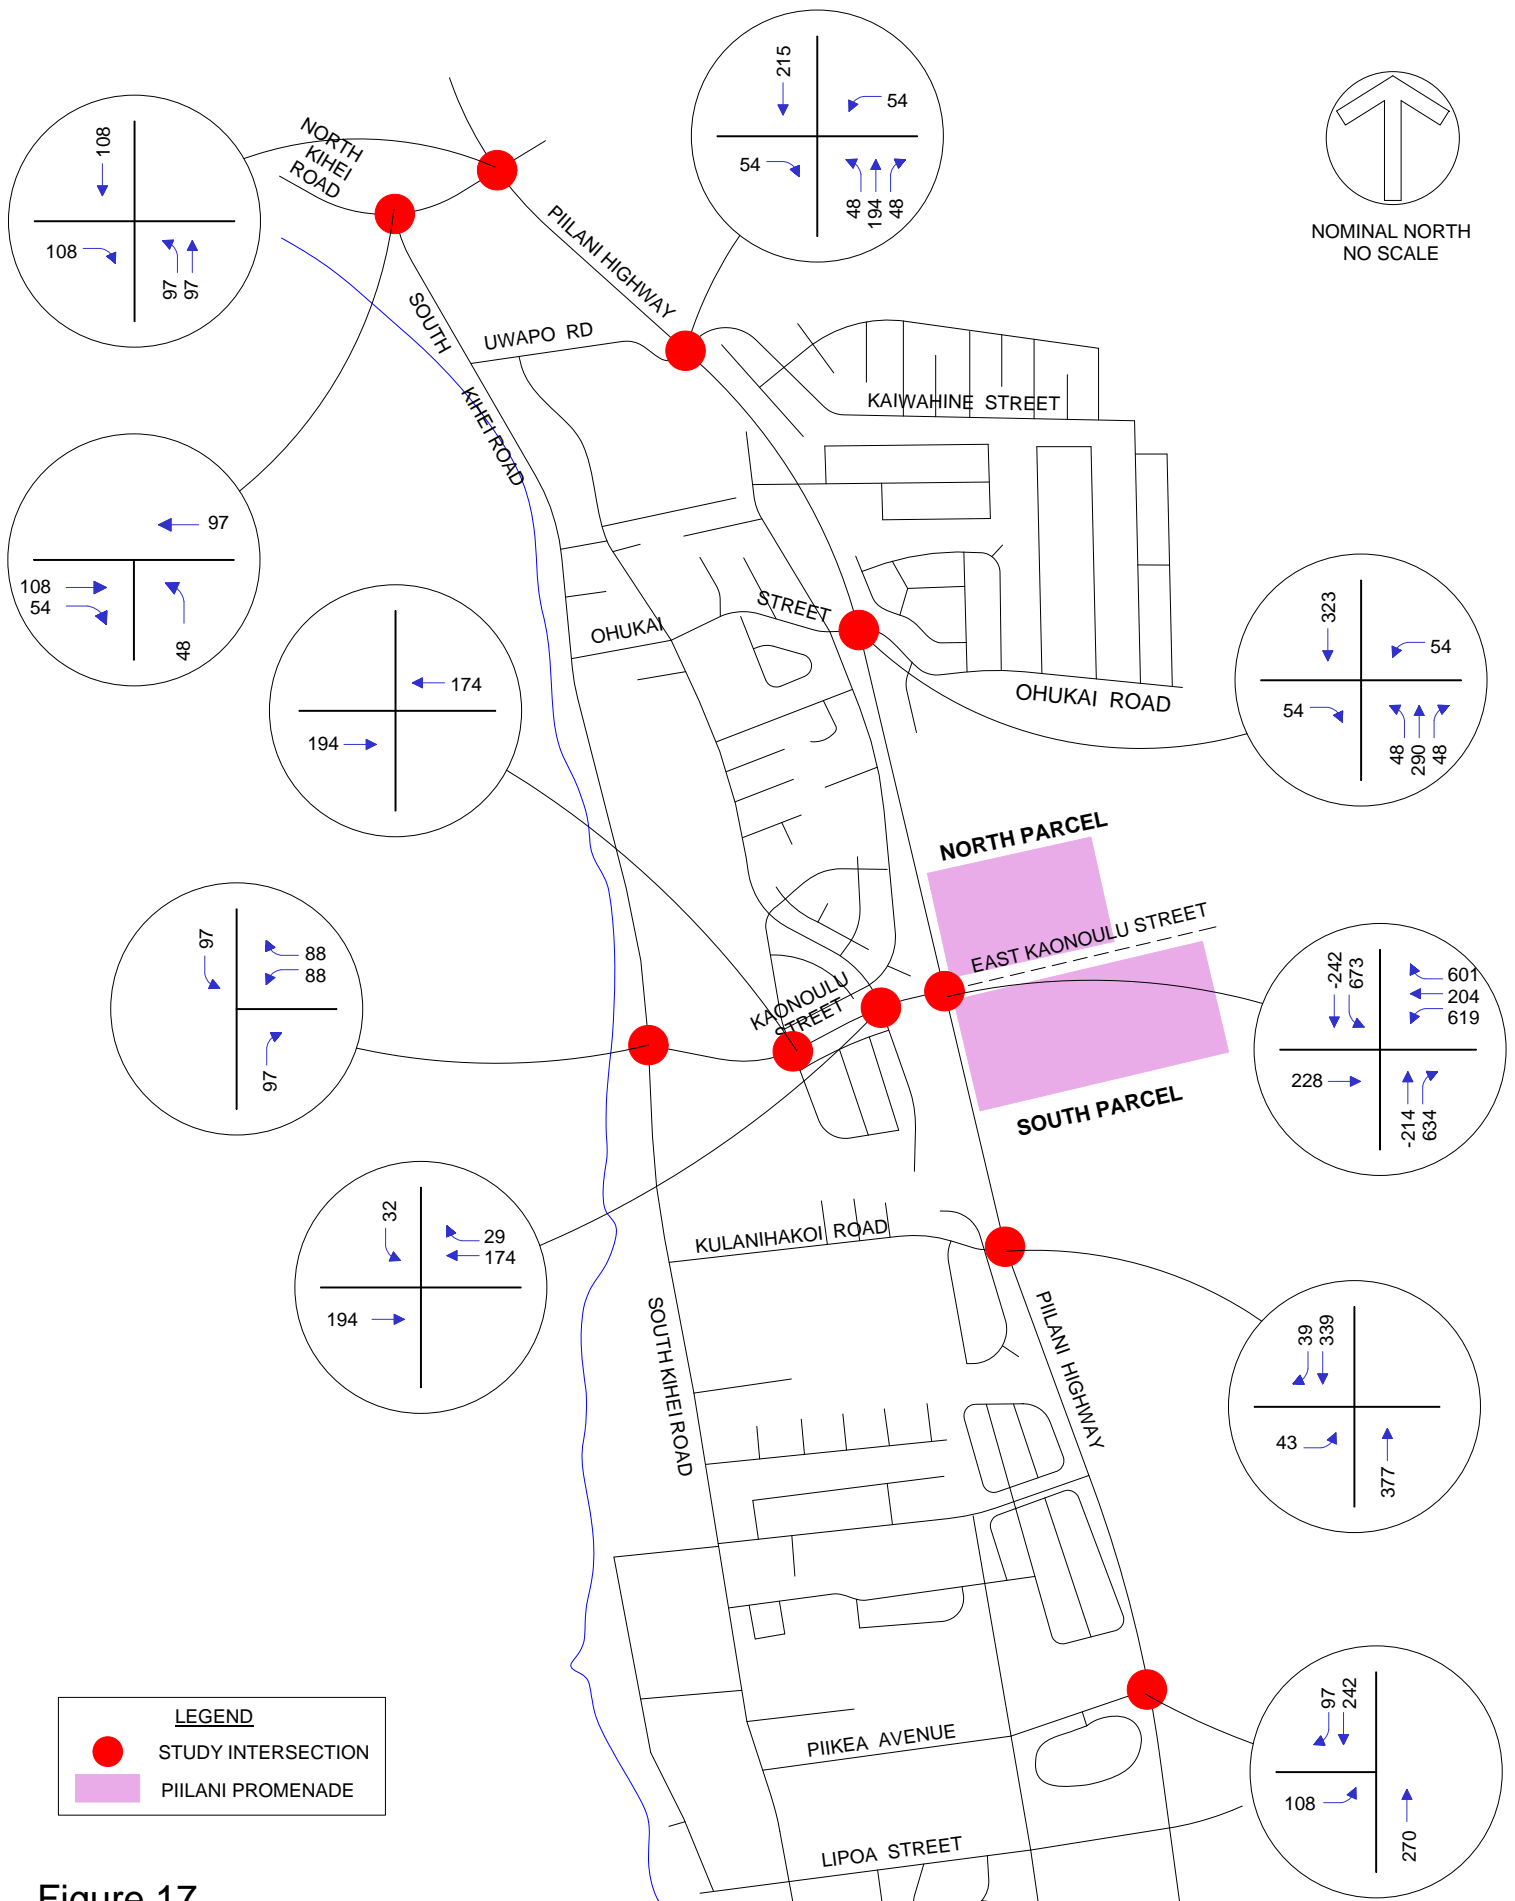 215
54
54
48
194
48
108
108
97
97
NORTH
KIHEI
ROAD
PIILANI HIGHWAY
NOMINAL NORTH
NO SCALE
SOUTH
KIHEI ROAD
UWAPO RD
KAIWAHINE STREET
97
108
54
48
OHUKAI
STREET
OHUKAI ROAD
323
54
54
48
290
48
174
194
NORTH PARCEL
EAST KAONOULU STREET
SOUTH PARCEL
KAONOULU
STREET
97
88
88
97
-242
673
601
204
619
228
-214
634
32
29
174
194
KULANIHAKOI ROAD
SOUTH KIHEI ROAD
PIILANI HIGHWAY
39
339
43
377
97
242
108
270
PIIKEA AVENUE
LIPOA STREET
LEGEND
STUDY INTERSECTION
PIILANI PROMENADE
Figure 17